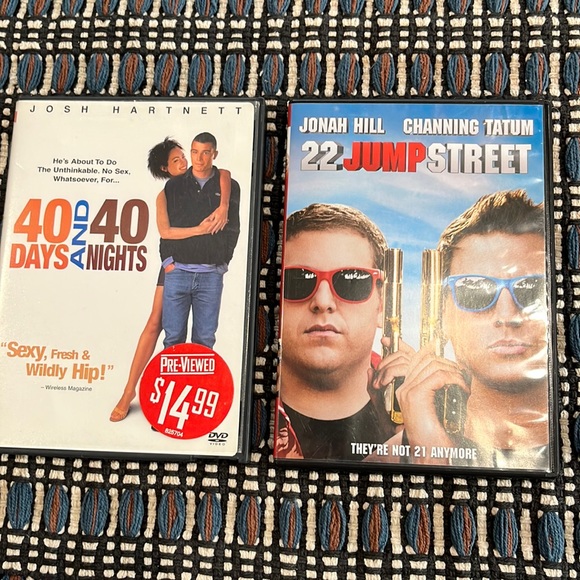 JOSH HARTNETT
He's About To Do
The Unthinkable. No Sex,
Whatsoever, For...
40 AND 40
DAYS NIGHTS
"Sexy, Fresh &
Wildly Hip!"
– Wireless Magazine
PRE-VIEWED
$14.99
825704
DVD
VIDEO
JONAH HILL CHANNING TATUM
22 JUMP STREET
THEY'RE NOT 21 ANYMORE